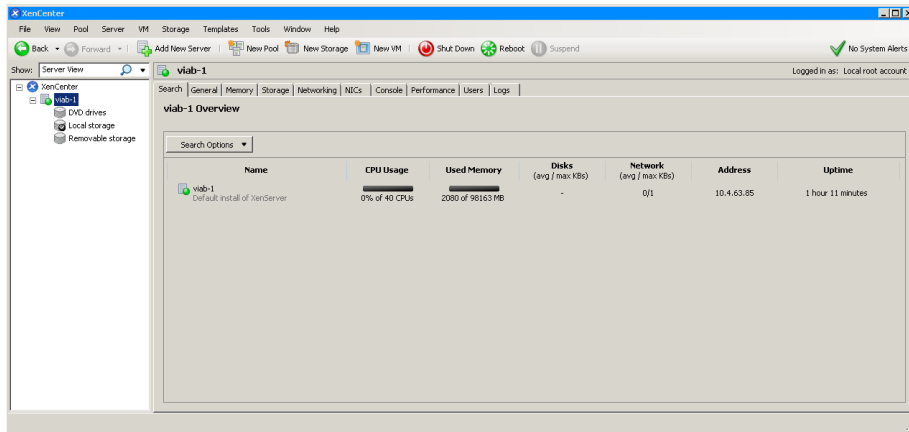 XenCenter
File View Pool Server VM Storage Templates Tools Window Help
Back Forward Add New Server New Pool New Storage New VM Shut Down Reboot Suspend No System Alerts
Show: Server View viab-1 Logged in as: Local root account
XenCenter
viab-1
DVD drives
Local storage
Removable storage
Search General Memory Storage Networking NICs Console Performance Users Logs
viab-1 Overview
Search Options
Name CPU Usage Used Memory Disks (avg / max KBs) Network (avg / max KBs) Address Uptime
viab-1
Default install of XenServer
0% of 40 CPUs 2080 of 98163 MB - 0/1 10.4.63.85 1 hour 11 minutes